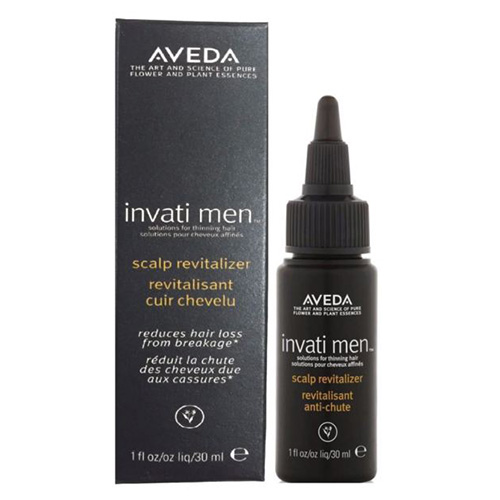 AVEDA
THE ART AND SCIENCE OF PURE
FLOWER AND PLANT ESSENCES
invati men™
solutions for thinning hair
solutions pour cheveux affinés
scalp revitalizer
revitalisant
cuir chevelu
reduces hair loss
from breakage*
réduit la chute
des cheveux due
aux cassures*
1 fl oz/oz liq/30 ml ℮
AVEDA
THE ART AND SCIENCE OF PURE
FLOWER AND PLANT ESSENCES
invati men™
solutions for thinning hair
solutions pour cheveux affinés
scalp revitalizer
revitalisant
anti-chute
1 fl oz/oz liq/30 ml ℮